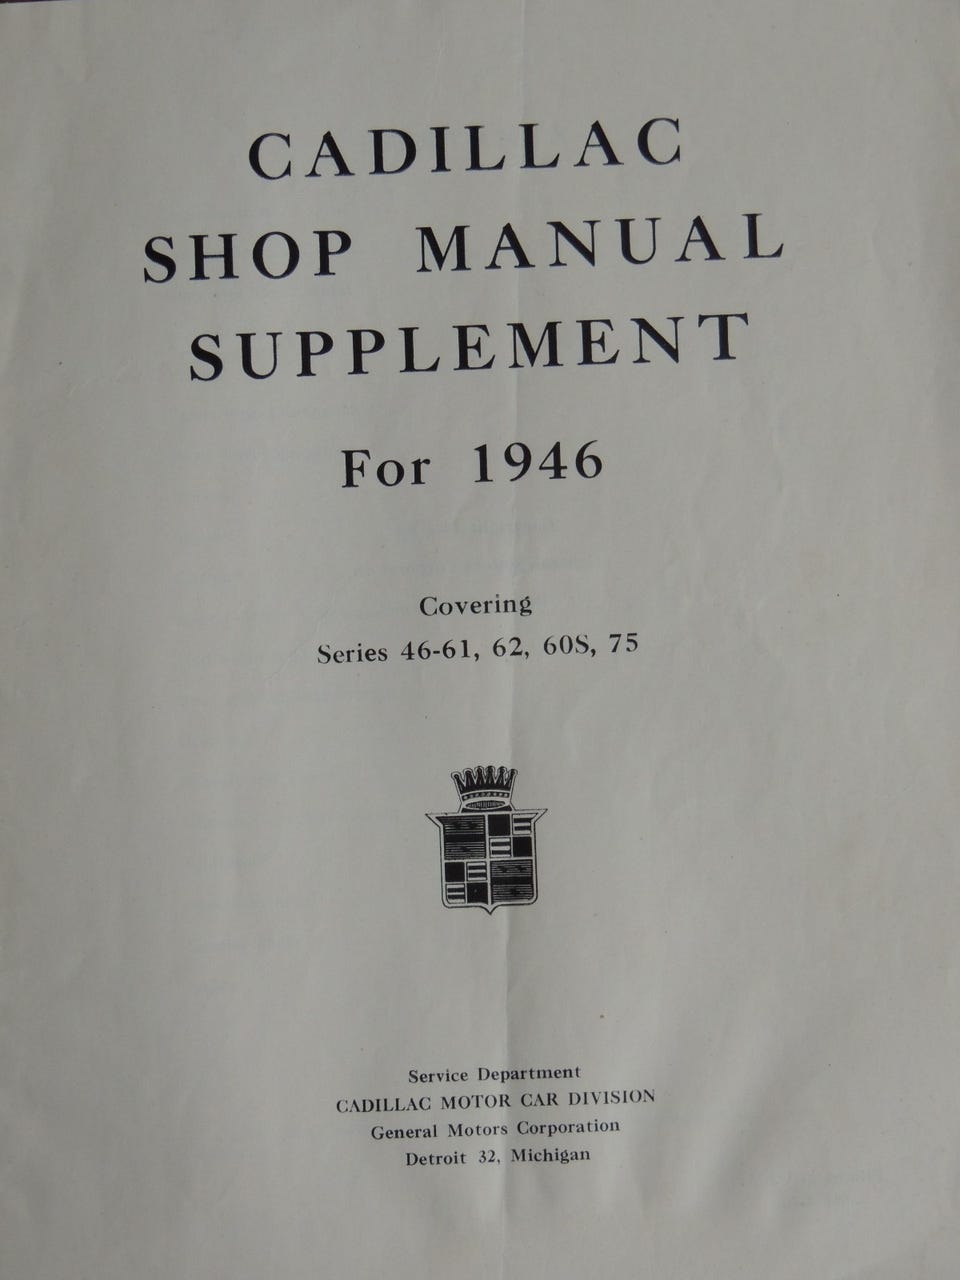 CADILLAC
SHOP MANUAL
SUPPLEMENT
For 1946
Covering
Series 46-61, 62, 60S, 75
Service Department
CADILLAC MOTOR CAR DIVISION
General Motors Corporation
Detroit 32, Michigan